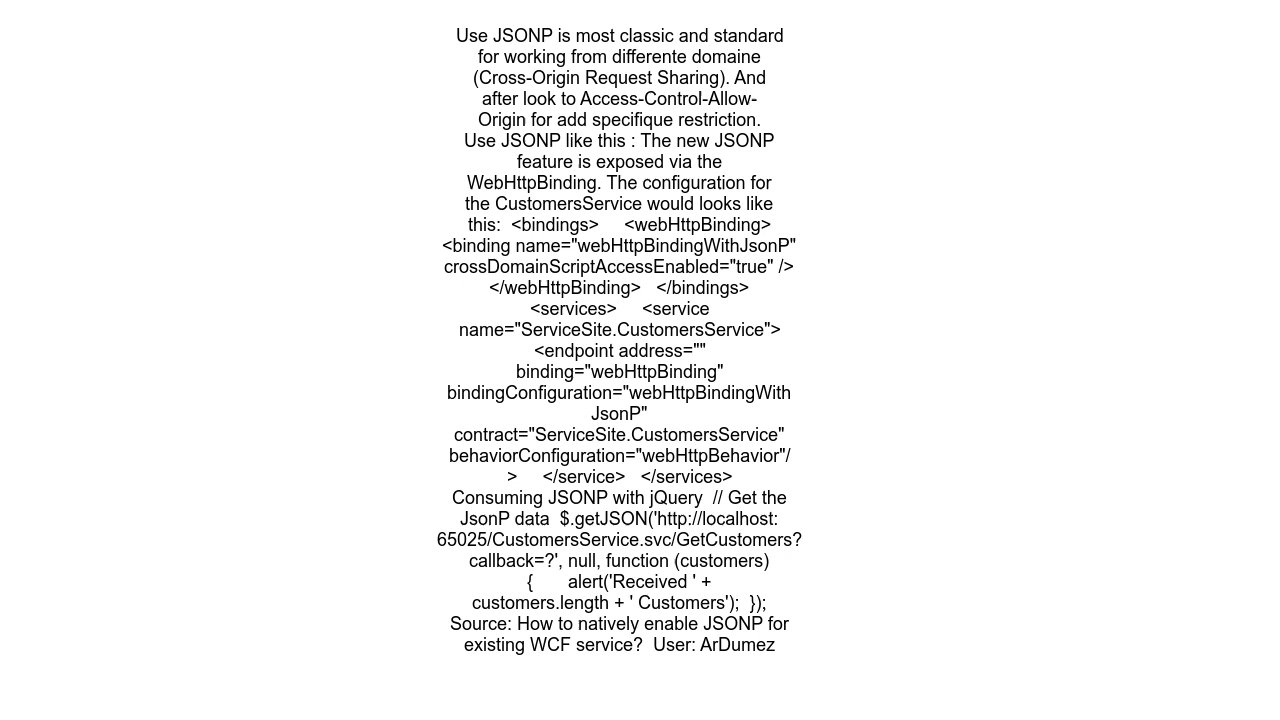 Use JSONP is most classic and standard
for working from differente domaine
(Cross-Origin Request Sharing). And
after look to Access-Control-Allow-
Origin for add specifique restriction.
Use JSONP like this : The new JSONP
feature is exposed via the
WebHttpBinding. The configuration for
the CustomersService would looks like
this:  <bindings>     <webHttpBinding>
<binding name="webHttpBindingWithJsonP"
crossDomainScriptAccessEnabled="true" />
</webHttpBinding>   </bindings>
<services>     <service
name="ServiceSite.CustomersService">
<endpoint address=""
binding="webHttpBinding"
bindingConfiguration="webHttpBindingWith
JsonP"
contract="ServiceSite.CustomersService"
behaviorConfiguration="webHttpBehavior"/
>     </service>   </services>
Consuming JSONP with jQuery  // Get the
JsonP data  $.getJSON('http://localhost:
65025/CustomersService.svc/GetCustomers?
callback=?', null, function (customers)
{       alert('Received ' +
customers.length + ' Customers');  });
Source: How to natively enable JSONP for
existing WCF service?  User: ArDumez